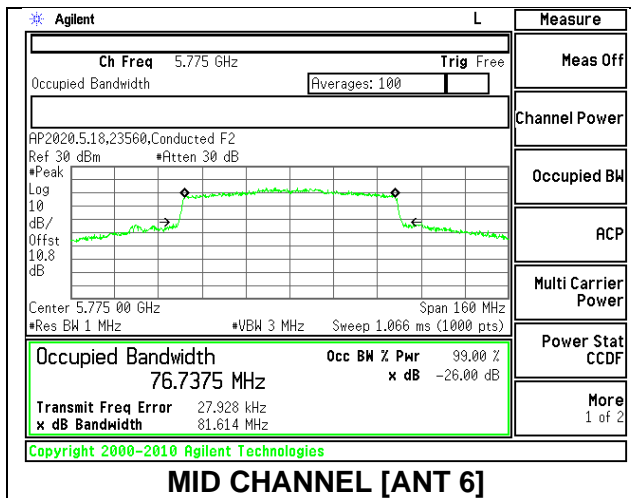 Agilent L
Ch Freq 5.775 GHz Trig Free
Occupied Bandwidth Averages: 100
AP2020.5.18,23560,Conducted F2
Ref 30 dBm #Atten 30 dB
#Peak
Log
10
dB/
Offst
10.8
dB
Center 5.775 00 GHz Span 160 MHz
#Res BW 1 MHz #VBW 3 MHz Sweep 1.066 ms (1000 pts)
Occupied Bandwidth Occ BW % Pwr 99.00 %
76.7375 MHz x dB -26.00 dB
Transmit Freq Error 27.928 kHz
x dB Bandwidth 81.614 MHz
Copyright 2000-2010 Agilent Technologies
Measure
Meas Off
Channel Power
Occupied BW
ACP
Multi Carrier
Power
Power Stat
CCDF
More
1 of 2
MID CHANNEL [ANT 6]